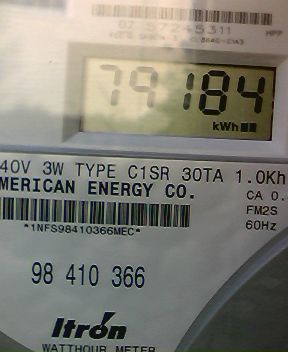 HPP
79184
kWh
40V 3W TYPE C1SR 30TA 1.0Kh
MERICAN ENERGY CO.
CA 0.
FM2S
*1NFS98410366MEC*
60Hz
98 410 366
Itron
WATTHOUR METER